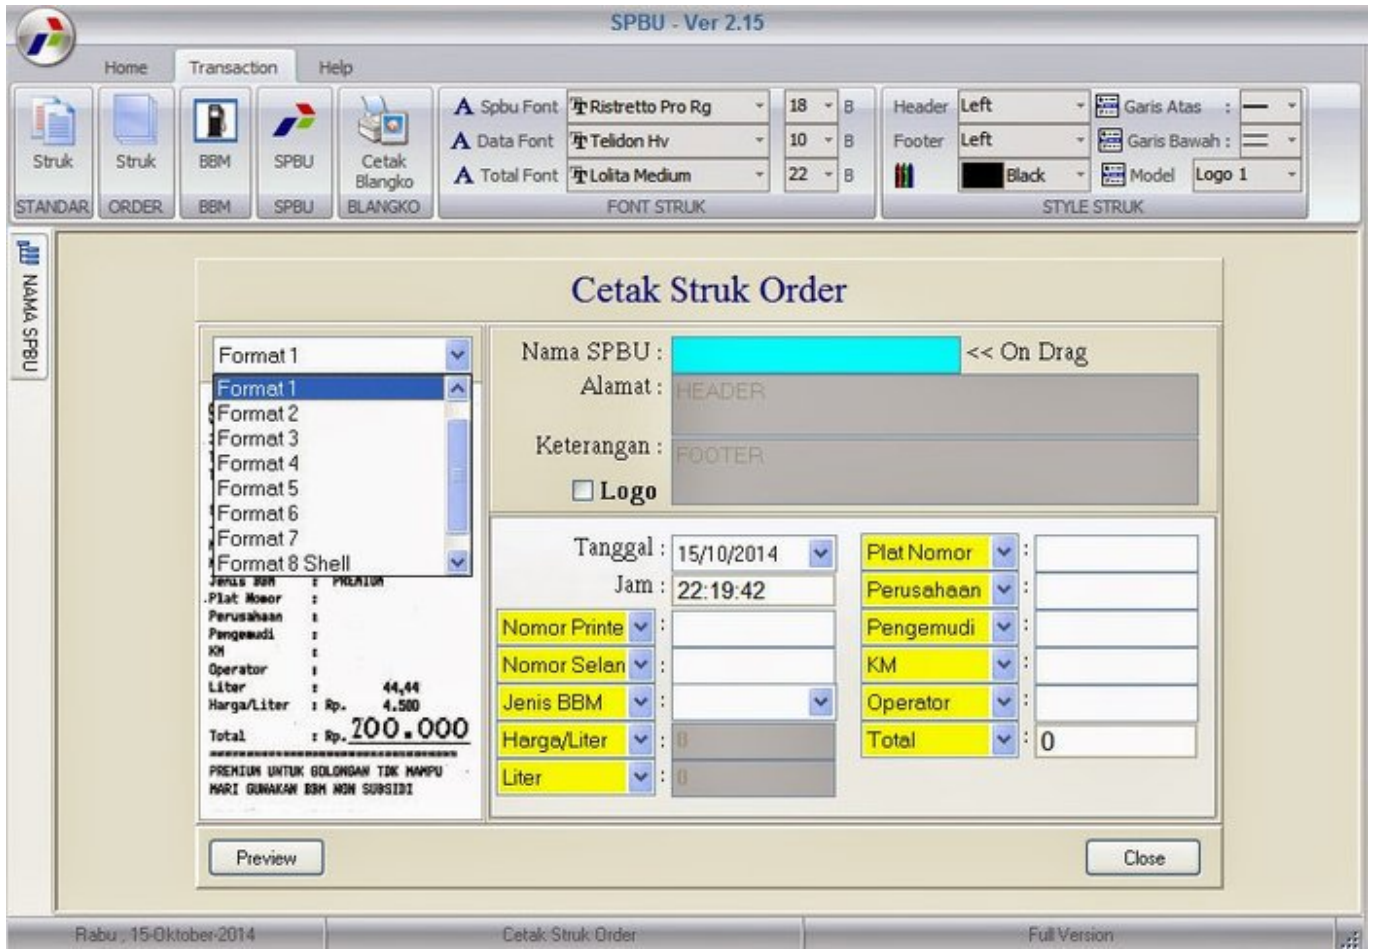 SPBU - Ver 2.15
Home Transaction Help
A Spbu Font Ristretto Pro Rg 18 B Header Left Garis Atas :
A Data Font Telidon Hv 10 B Footer Left Garis Bawah :
Struk Struk BBM SPBU Cetak Blangko
A Total Font Lolita Medium 22 B Black Model Logo 1
STANDAR ORDER BBM SPBU BLANGKO FONT STRUK STYLE STRUK
NAMA SPBU
Cetak Struk Order
Format 1
Format 1
Format 2
Format 3
Format 4
Format 5
Format 6
Format 7
Format 8 Shell
Jenis BBM : PREMIUM
Plat Nomor :
Perusahaan :
Pengemudi :
KM :
Operator :
Liter : 44,44
Harga/Liter : Rp. 4.500
Total : Rp. 200.000
PREMIUM UNTUK GOLONGAN TDK MAMPU
MARI GUNAKAN BBM NON SUBSIDI
Nama SPBU : << On Drag
Alamat : HEADER
Keterangan : FOOTER
Logo
Tanggal : 15/10/2014 Plat Nomor :
Jam : 22:19:42 Perusahaan :
Nomor Printe : Pengemudi :
Nomor Selan : KM :
Jenis BBM : Operator :
Harga/Liter : 0 Total : 0
Liter : 0
Preview Close
Rabu , 15-Oktober-2014 Cetak Struk Order Full Version